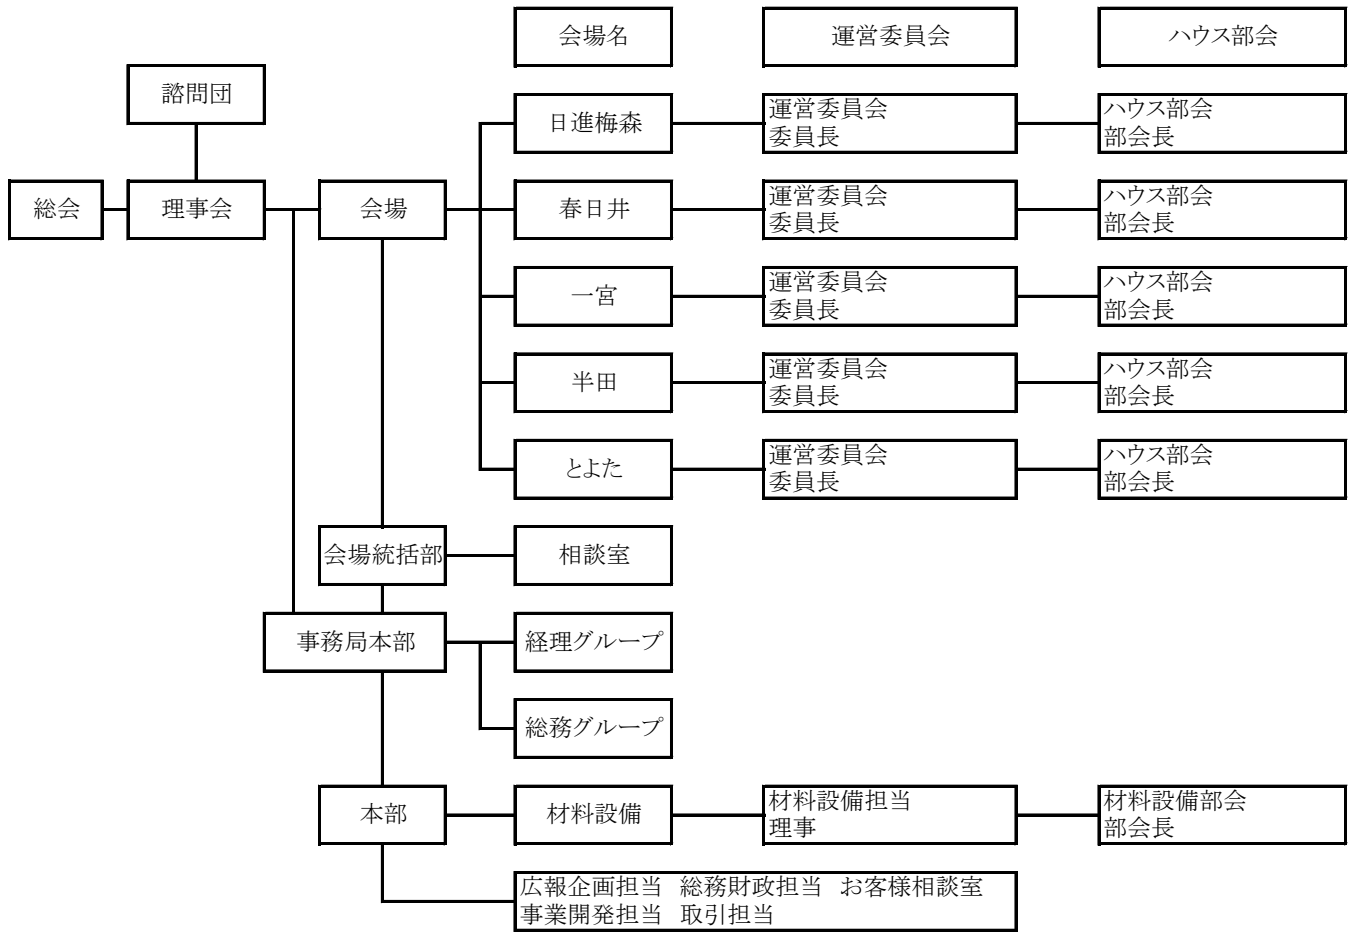 会場名
運営委員会
ハウス部会
諮問団
日進梅森
運営委員会
委員長
ハウス部会
部会長
総会
理事会
会場
春日井
運営委員会
委員長
ハウス部会
部会長
一宮
運営委員会
委員長
ハウス部会
部会長
半田
運営委員会
委員長
ハウス部会
部会長
とよた
運営委員会
委員長
ハウス部会
部会長
会場統括部
相談室
事務局本部
経理グループ
総務グループ
本部
材料設備
材料設備担当
理事
材料設備部会
部会長
広報企画担当 総務財政担当 お客様相談室
事業開発担当 取引担当